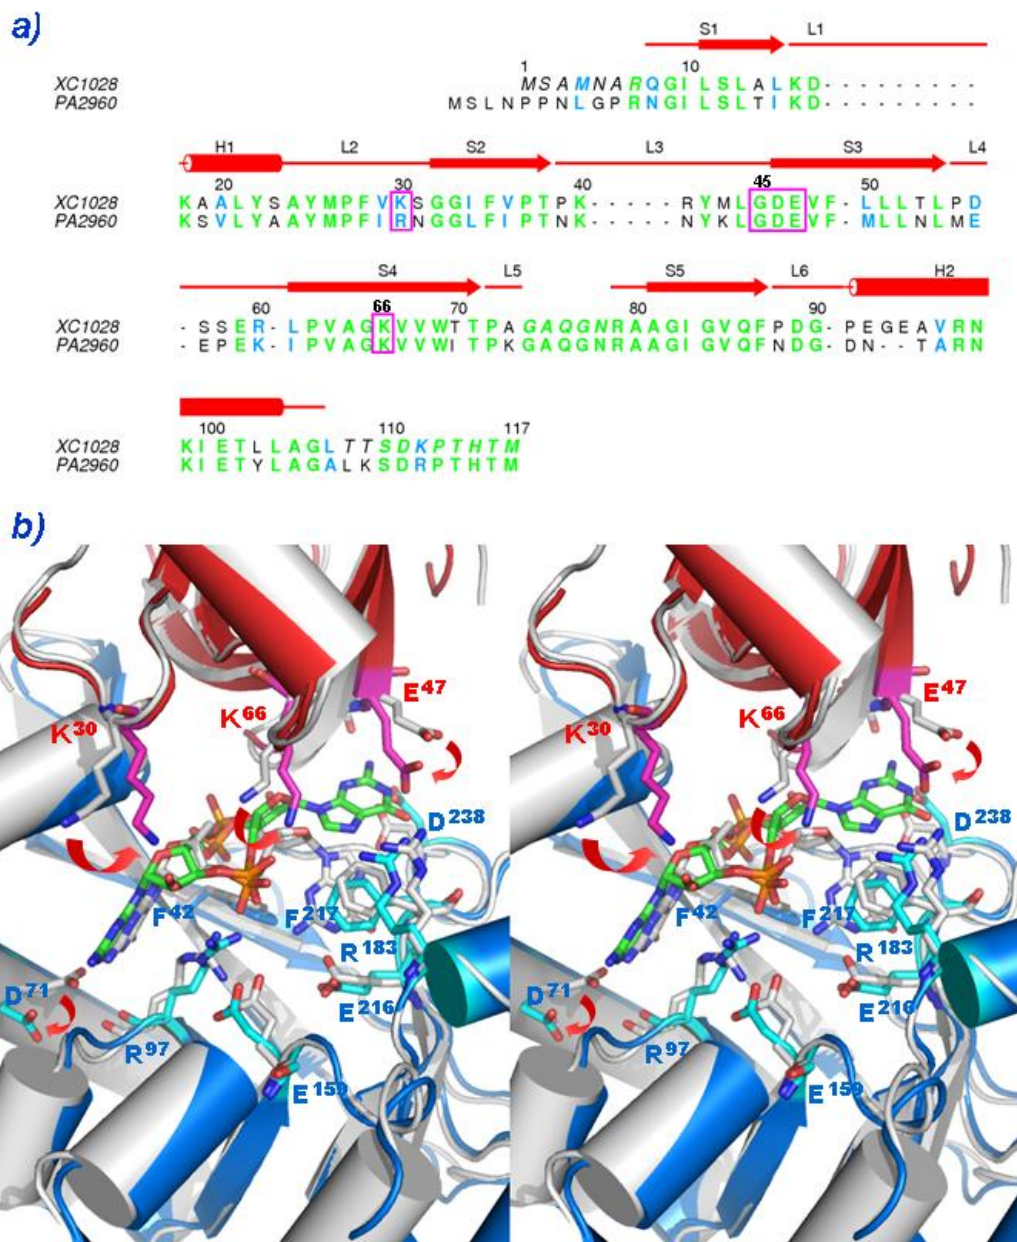 a)
S1 L1
1 10
XC1028 M S A M N A R Q G I L S L A L K D - - - - - - - - -
PA2960 M S L N P P N L G P R N G I L S L T I K D - - - - - - - - -
H1 L2 S2 L3 S3 L4
20 30 40 45 50
XC1028 K A A L Y S A Y M P F V K S G G I F V P T P K - - - - - R Y M L G D E V F - L L L T L P D
PA2960 K S V L Y A A Y M P F I R N G G L F I P T N K - - - - - N Y K L G D E V F - M L L N L M E
S4 L5 S5 L6 H2
60 66 70 80 90
XC1028 - S S E R - L P V A G K V V W T T P A G A Q G N R A A G I G V Q F P D G - P E G E A V R N
PA2960 - E P E K - I P V A G K V V W I T P K G A Q G N R A A G I G V Q F N D G - D N - - T A R N
100 110 117
XC1028 K I E T L L A G L T T S D K P T H T M
PA2960 K I E T Y L A G A L K S D R P T H T M
b)
K30 K66 E47 D238 F42 F217 R183 D71 E216 R97 E159
K30 K66 E47 D238 F42 F217 R183 D71 E216 R97 E159